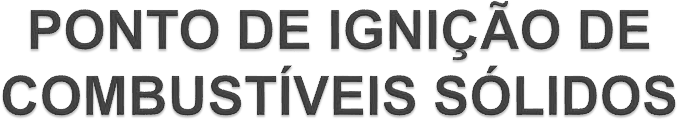 PONTO DE IGNIÇÃO DE
COMBUSTÍVEIS SÓLIDOS